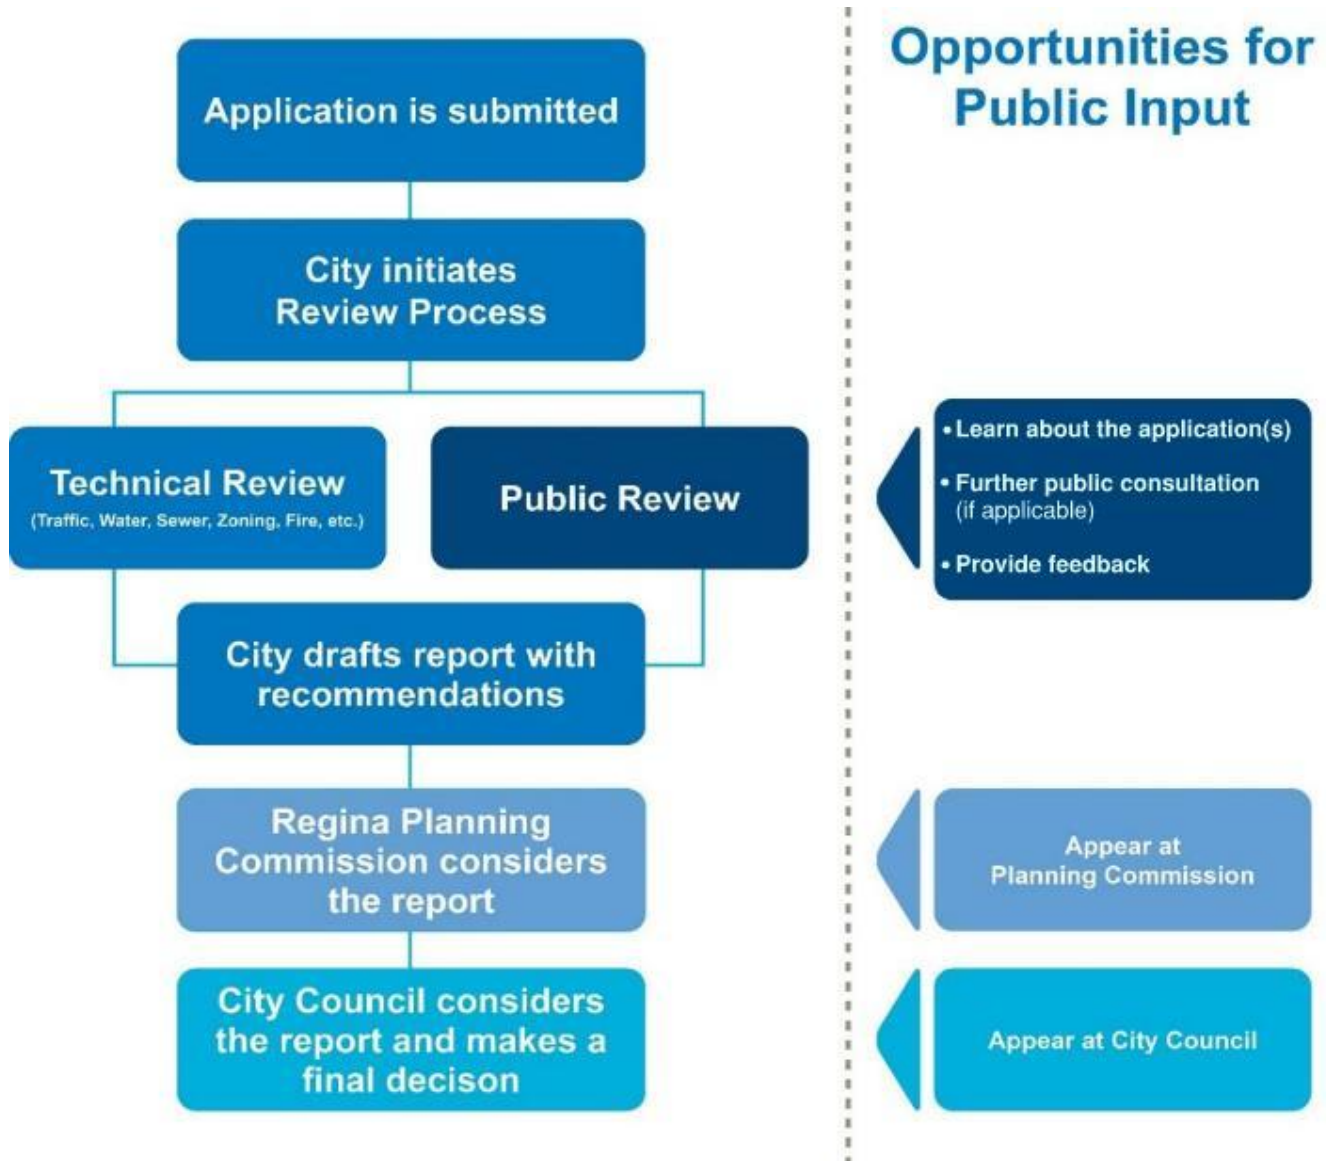 Opportunities for
Public Input
Application is submitted
City initiates
Review Process
Technical Review
(Traffic, Water, Sewer, Zoning, Fire, etc.)
Public Review
• Learn about the application(s)
• Further public consultation
(if applicable)
• Provide feedback
City drafts report with
recommendations
Regina Planning
Commission considers
the report
Appear at
Planning Commission
City Council considers
the report and makes a
final decison
Appear at City Council